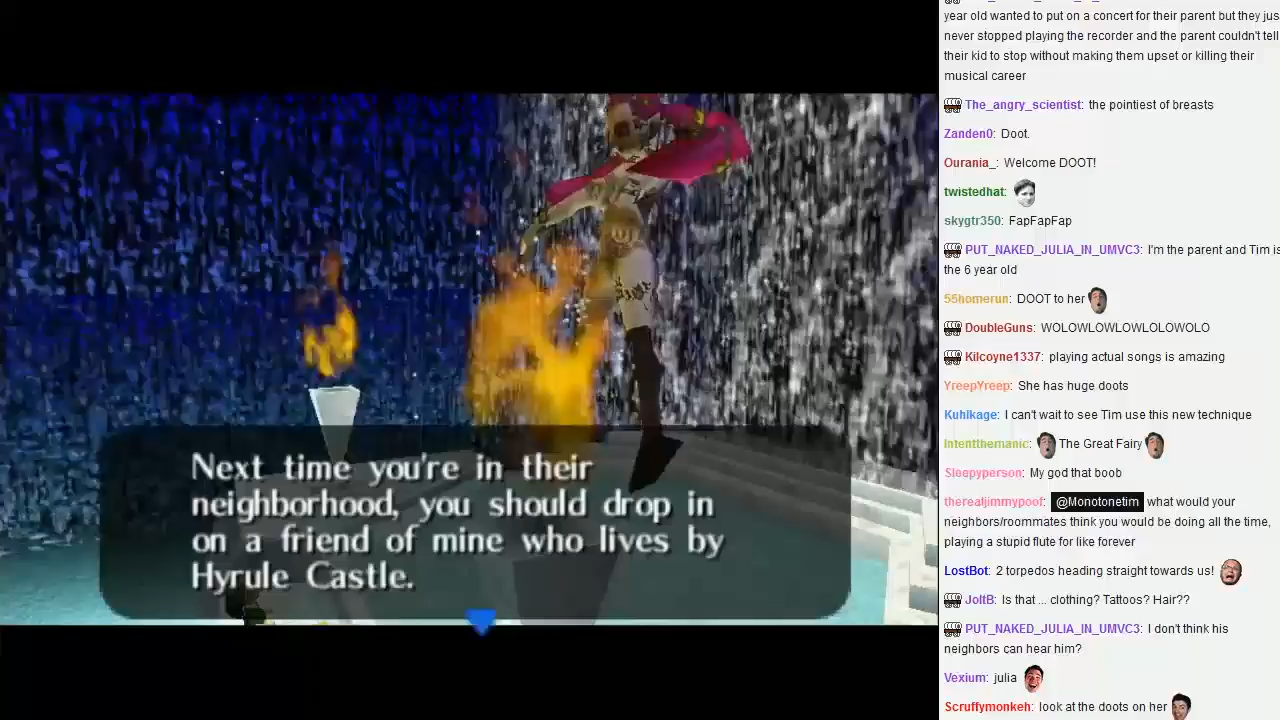 Next time you're in their
neighborhood, you should drop in
on a friend of mine who lives by
Hyrule Castle.
year old wanted to put on a concert for their parent but they jus
never stopped playing the recorder and the parent couldn't tell
their kid to stop without making them upset or killing their
musical career
The_angry_scientist: the pointiest of breasts
Zanden0: Doot.
Ourania_: Welcome DOOT!
twistedhat:
skygtr350: FapFapFap
PUT_NAKED_JULIA_IN_UMVC3: I'm the parent and Tim is
the 6 year old
55homerun: DOOT to her
DoubleGuns: WOLOWLOWLOWLOLOWOLO
Kilcoyne1337: playing actual songs is amazing
YreepYreep: She has huge doots
Kuhlkage: I can't wait to see Tim use this new technique
Intentthemanic: The Great Fairy
Sleepyperson: My god that boob
therealjimmypoof: @Monotonetim what would your
neighbors/roommates think you would be doing all the time,
playing a stupid flute for like forever
LostBot: 2 torpedos heading straight towards us!
JoltB: Is that ... clothing? Tattoos? Hair??
PUT_NAKED_JULIA_IN_UMVC3: I don't think his
neighbors can hear him?
Vexium: julia
Scruffymonkeh: look at the doots on her